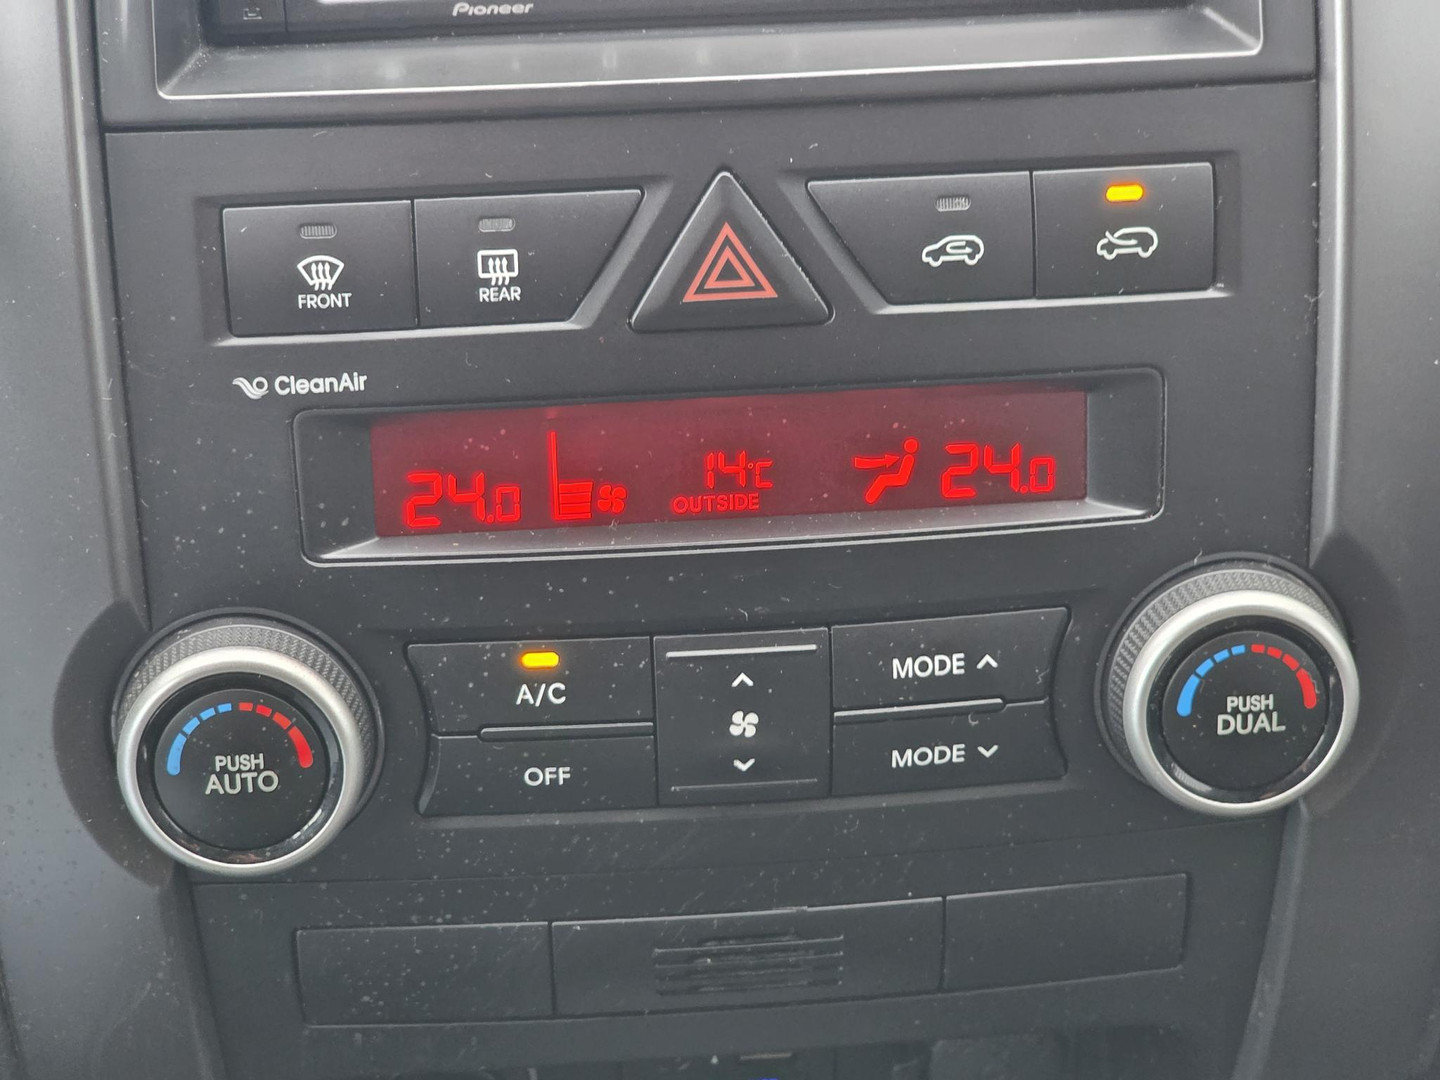 Pioneer
FRONT
REAR
CleanAir
24.0
14°C
OUTSIDE
24.0
A/C
OFF
MODE
MODE
PUSH
AUTO
PUSH
DUAL